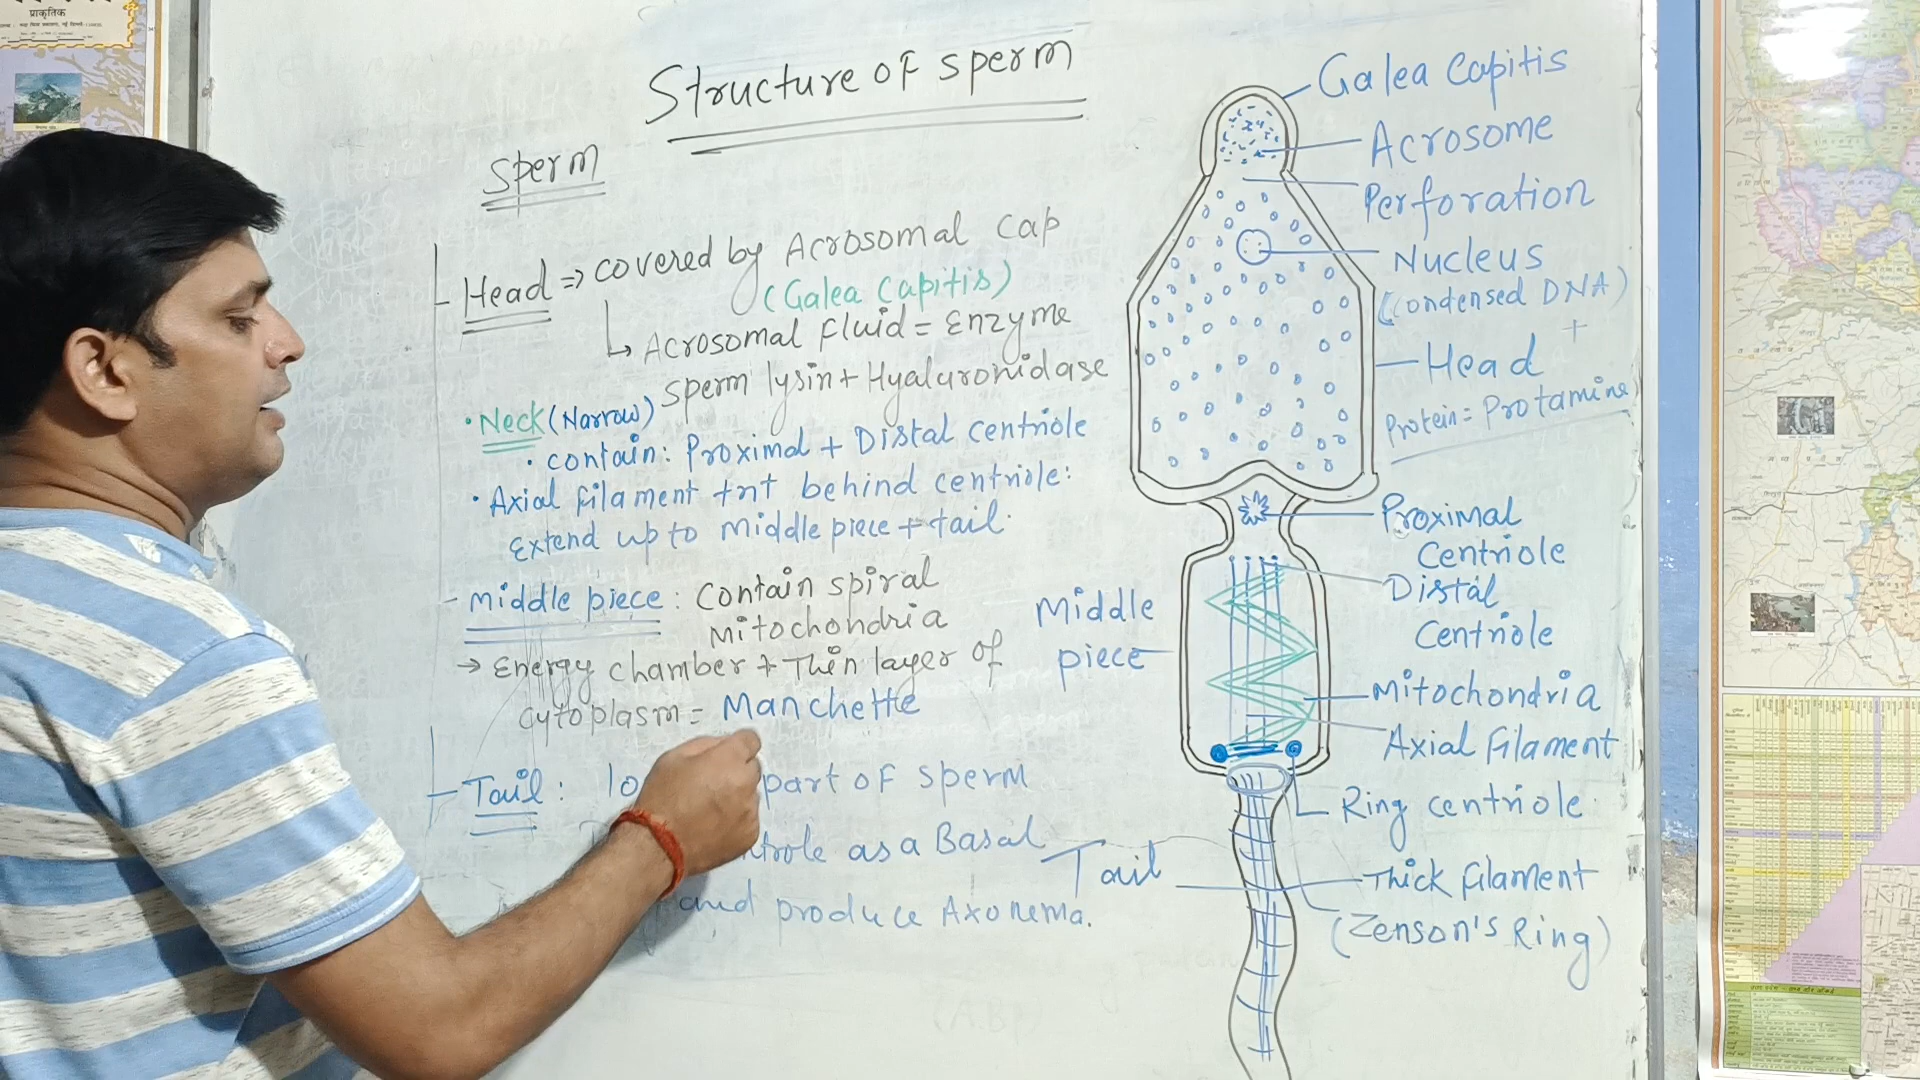 प्राकृतिक
Structure of sperm
Sperm
Head ⇒ covered by Acrosomal Cap
(Galea Capitis)
↳ Acrosomal Fluid = Enzyme
Sperm lysin + Hyaluronidase
• Neck (Narrow)
• contain: Proximal + Distal centriole
• Axial filament tnt behind centriole:
Extend up to middle piece + tail.
- Middle piece: Contain spiral
mitochondria
→ Energy chamber + Thin layer of
cytoplasm = Manchette
- Tail: part of sperm
as a Basal
and produce Axonema.
Galea Capitis
Acrosome
Perforation
Nucleus
(Condensed DNA)
+
Head
Protein = Protamine
Proximal
Centriole
Distal
Centriole
Middle
piece
Mitochondria
Axial Filament
Ring centriole
Tail
Thick Filament
(Zenson's Ring)
(A.B)